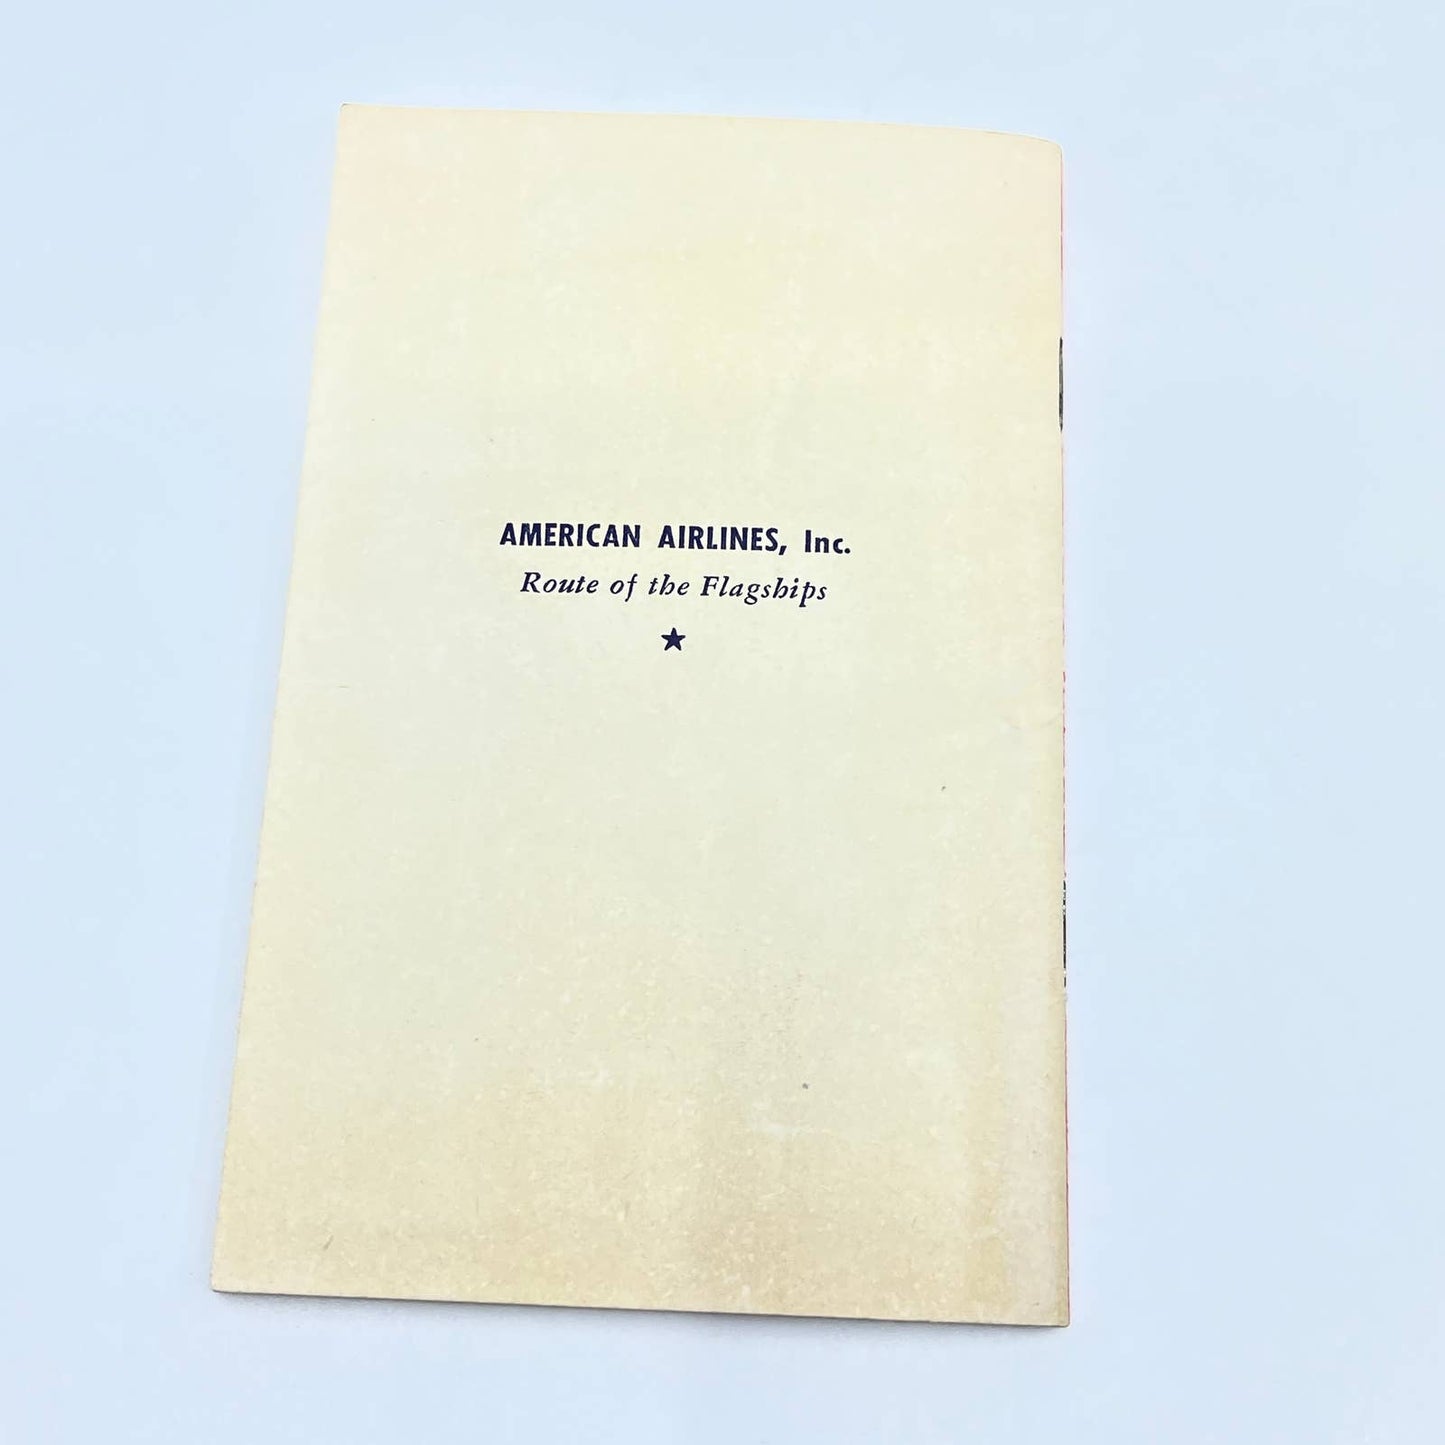 AMERICAN AIRLINES, Inc.
Route of the Flagships